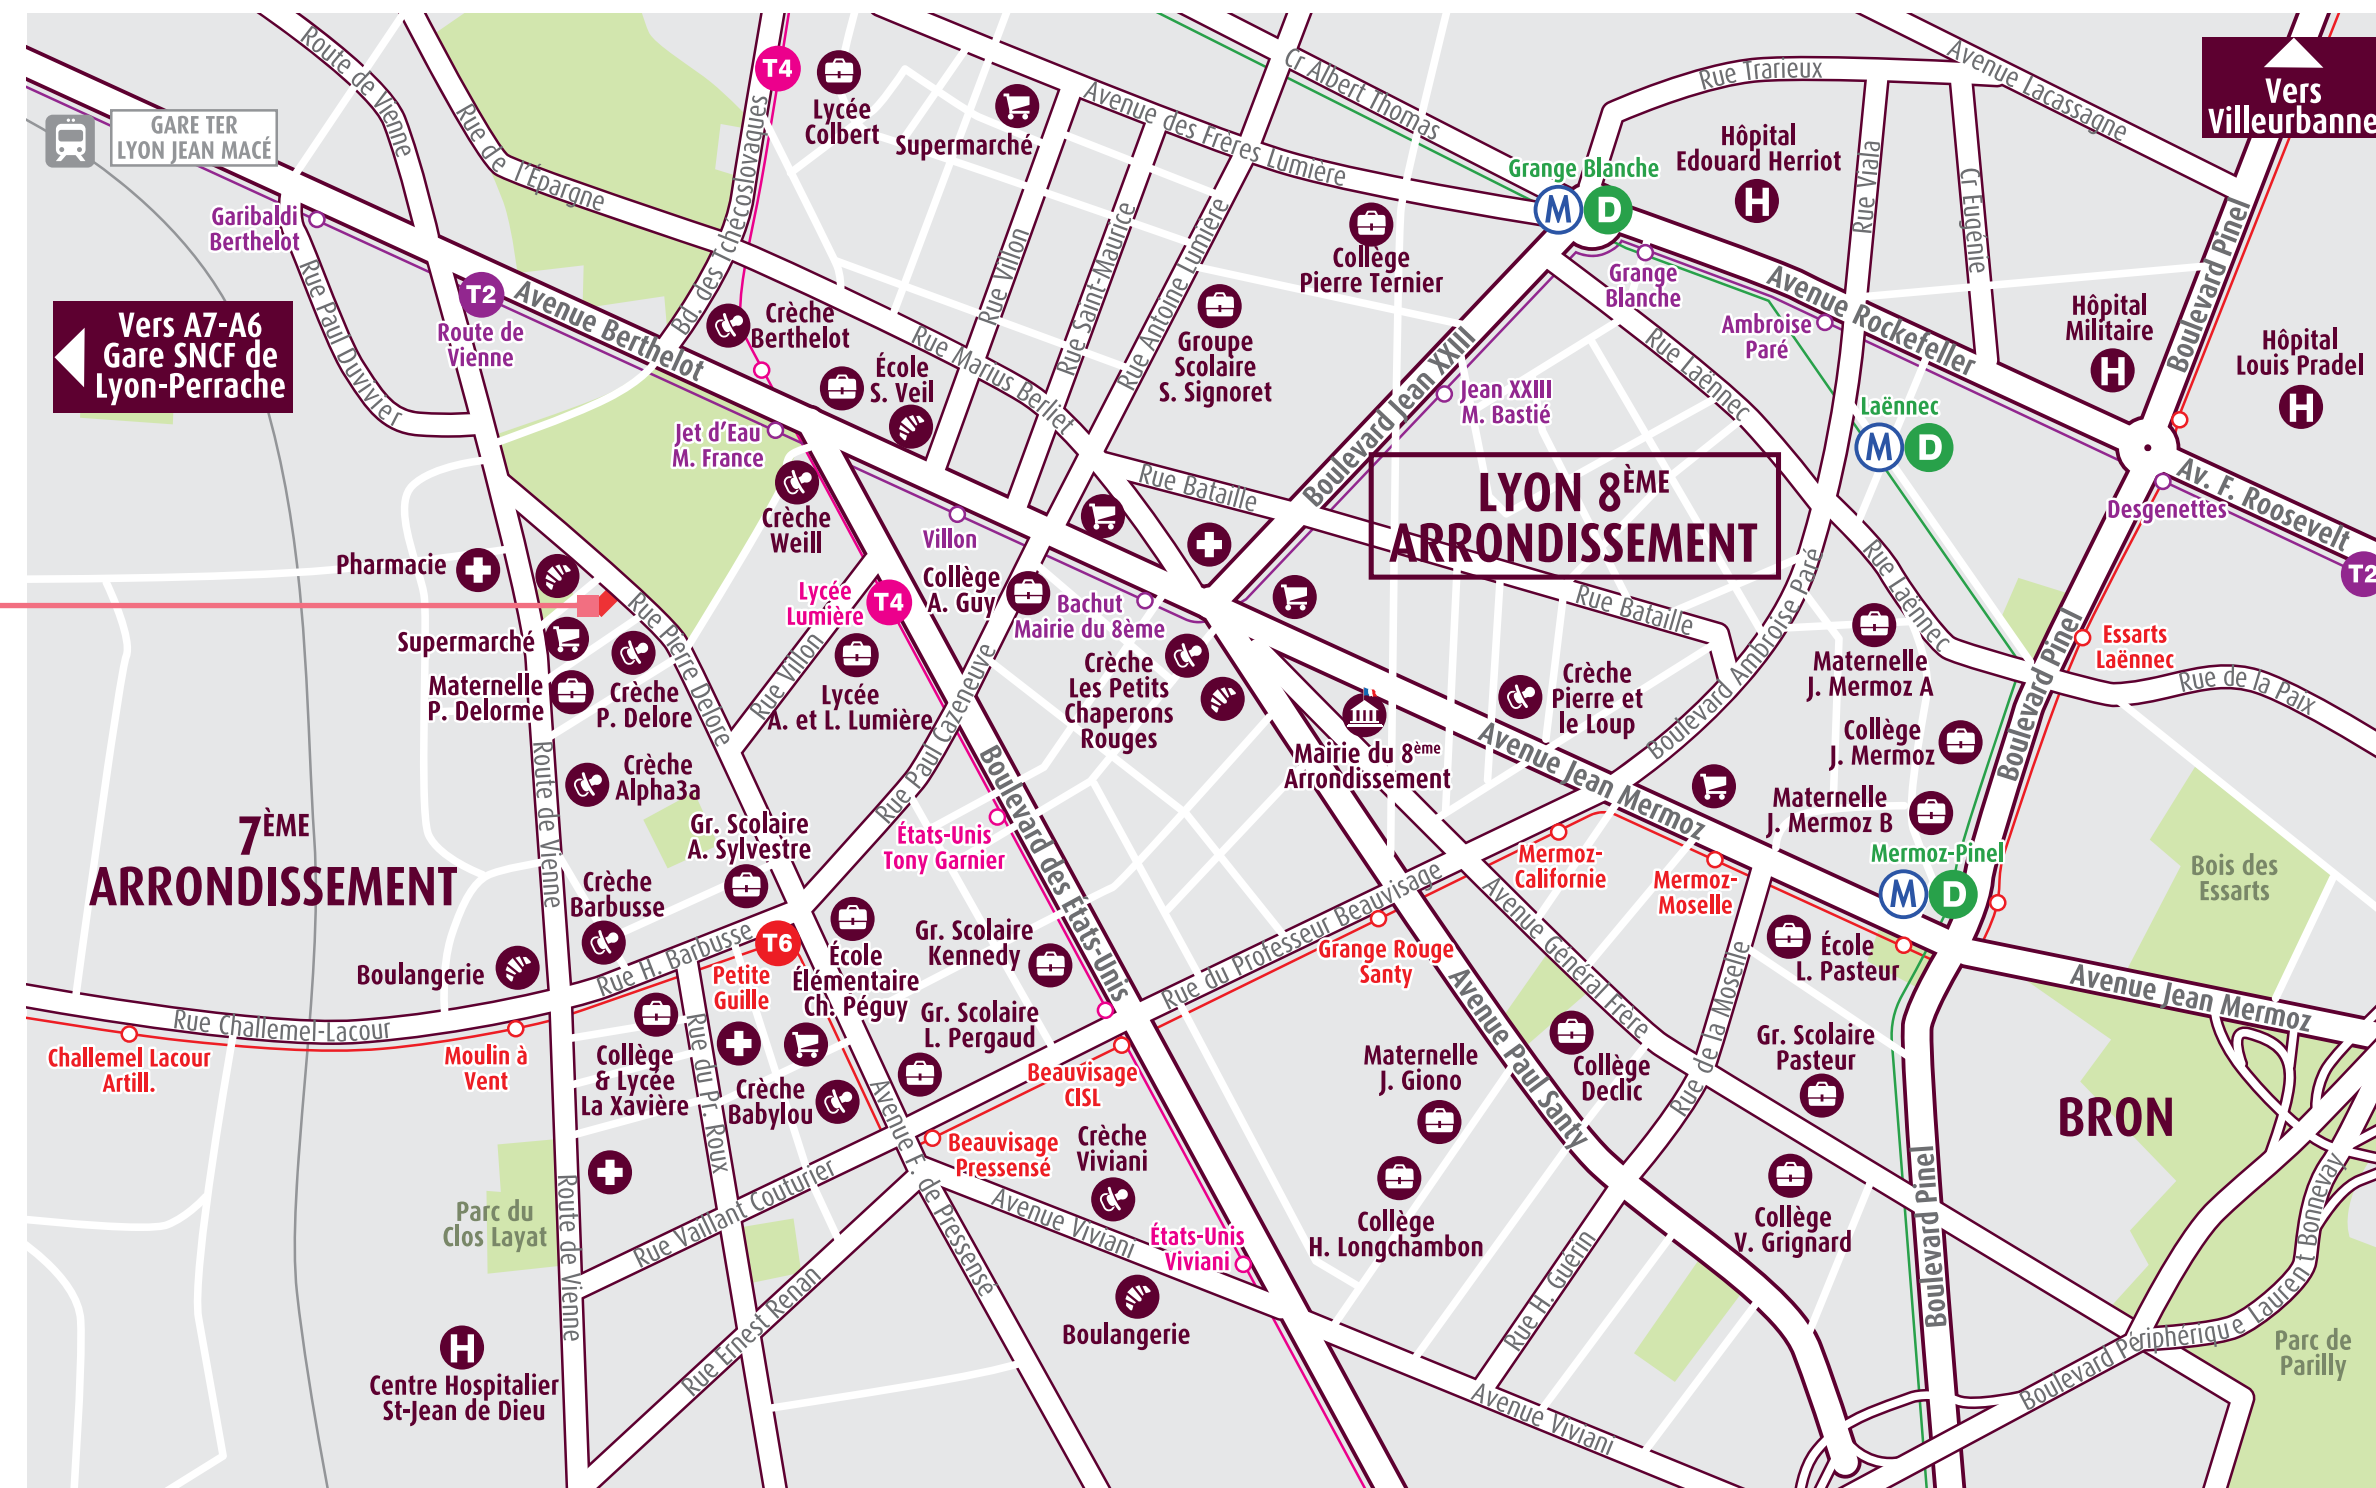 Route de Vienne
T4
Lycée
Colbert
Supermarché
Avenue des Frères Lumière
Cr Albert Thomas
Rue Trarieux
Avenue Lacassagne
Vers
Villeurbanne
GARE TER
LYON JEAN MACÉ
Rue de l'Épargne
Bd. des Tchécoslovaques
Hôpital
Edouard Herriot
H
Grange Blanche
M
D
Rue Viala
Cr Eugénie
Boulevard Pinel
Garibaldi
Berthelot
Rue Paul Duvivier
T2
Route de
Vienne
Avenue Berthelot
Crèche
Berthelot
Rue Marius Berliet
Rue Villon
Rue Saint-Maurice
Rue Antoine Lumière
Groupe
Scolaire
S. Signoret
Collège
Pierre Ternier
Grange
Blanche
Avenue Rockefeller
Ambroise
Paré
Hôpital
Militaire
H
Hôpital
Louis Pradel
H
Vers A7-A6
Gare SNCF de
Lyon-Perrache
École
S. Veil
Jet d'Eau
M. France
Boulevard Jean XXIII
Jean XXIII
M. Bastié
Rue Laënnec
Laënnec
M
D
Crèche
Weill
Villon
Rue Bataille
LYON 8ÈME
ARRONDISSEMENT
Desgenettes
Av. F. Roosevelt
T2
Pharmacie
Lycée
Lumière
T4
Collège
A. Guy
Bachut
Mairie du 8ème
Rue Bataille
Boulevard Ambroise Paré
Rue Laënnec
Supermarché
Rue Pierre Delore
Maternelle
P. Delorme
Crèche
P. Delore
Rue Villon
Lycée
A. et L. Lumière
Rue Paul Cazeneuve
Crèche
Les Petits
Chaperons
Rouges
Mairie du 8ème
Arrondissement
Crèche
Pierre et
le Loup
Maternelle
J. Mermoz A
Essarts
Laënnec
Rue de la Paix
Boulevard Pinel
Collège
J. Mermoz
Avenue Jean Mermoz
Crèche
Alpha3a
Route de Vienne
7ÈME
ARRONDISSEMENT
Gr. Scolaire
A. Sylvestre
États-Unis
Tony Garnier
Boulevard des Etats-Unis
Maternelle
J. Mermoz B
Mermoz-Pinel
M
D
Mermoz-
Californie
Mermoz-
Moselle
Bois des
Essarts
Crèche
Barbusse
Rue H. Barbusse
T6
Petite
Guille
École
Élémentaire
Ch. Péguy
Gr. Scolaire
Kennedy
Rue du Professeur Beauvisage
Grange Rouge
Santy
Avenue Général Frère
École
L. Pasteur
Boulangerie
Rue Challemel-Lacour
Challemel Lacour
Artill.
Moulin à
Vent
Collège
& Lycée
La Xavière
Rue du Pr. Roux
Crèche
Babylou
Gr. Scolaire
L. Pergaud
Beauvisage
CISL
Avenue Paul Santy
Maternelle
J. Giono
Collège
Declic
Rue de la Moselle
Gr. Scolaire
Pasteur
Avenue Jean Mermoz
BRON
Beauvisage
Pressensé
Avenue F. de Pressensé
Crèche
Viviani
Avenue Viviani
États-Unis
Viviani
Collège
H. Longchambon
Collège
V. Grignard
Boulevard Pinel
Parc du
Clos Layat
Route de Vienne
Rue Vaillant Couturier
Rue Ernest Renan
Boulangerie
Rue H. Guérin
Avenue Viviani
Boulevard Périphérique Laurent Bonnevay
Parc de
Parilly
H
Centre Hospitalier
St-Jean de Dieu